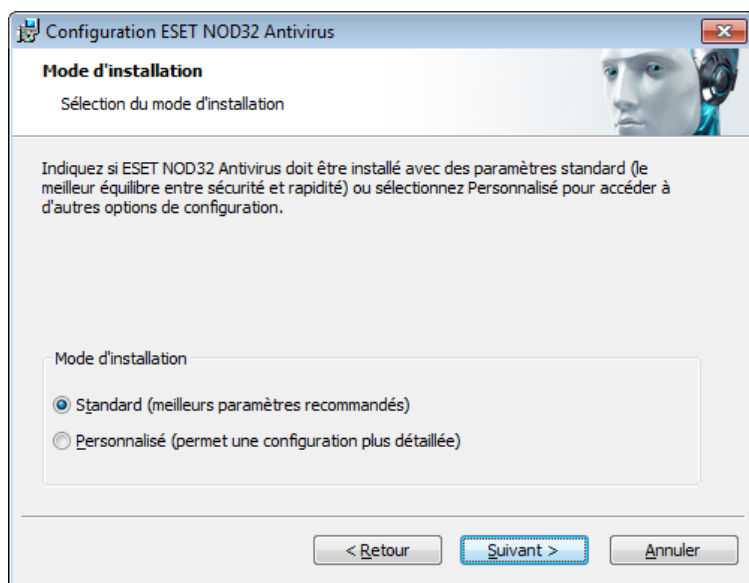 Configuration ESET NOD32 Antivirus
Mode d'installation
Sélection du mode d'installation
Indiquez si ESET NOD32 Antivirus doit être installé avec des paramètres standard (le
meilleur équilibre entre sécurité et rapidité) ou sélectionnez Personnalisé pour accéder à
d'autres options de configuration.
Mode d'installation
Standard (meilleurs paramètres recommandés)
Personnalisé (permet une configuration plus détaillée)
< Retour
Suivant >
Annuler